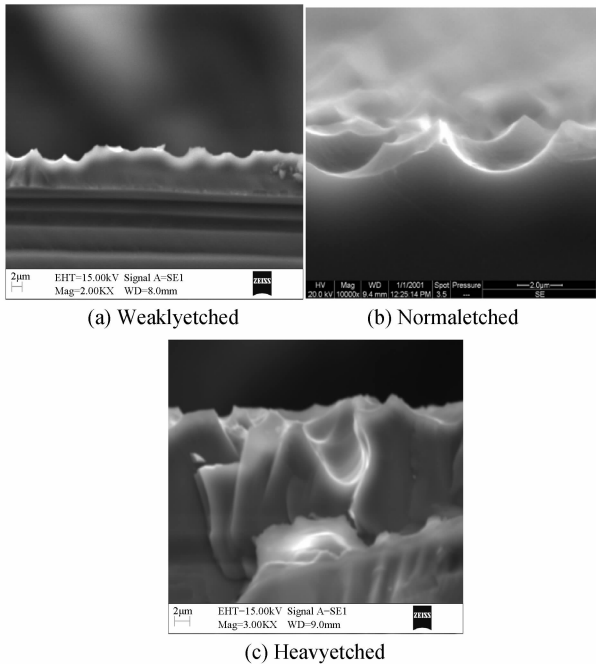 2μm
EHT=15.00kV Signal A=SE1
Mag=2.00KX WD=8.0mm
ZEISS
HV Mag WD 1/1/2001 Spot Pressure 2.0μm
20.0 kV 10000x 9.4 mm 12:25:14 PM 3.5 --- SE
(a) Weaklyetched
(b) Normaletched
2μm
EHT=15.00kV Signal A=SE1
Mag=3.00KX WD=9.0mm
ZEISS
(c) Heavyetched